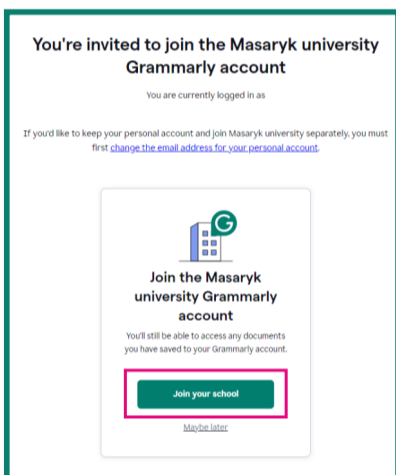 You're invited to join the Masaryk university
Grammarly account
You are currently logged in as
If you'd like to keep your personal account and join Masaryk university separately, you must
first change the email address for your personal account.
G
Join the Masaryk
university Grammarly
account
You'll still be able to access any documents
you have saved to your Grammarly account.
Join your school
Maybe later